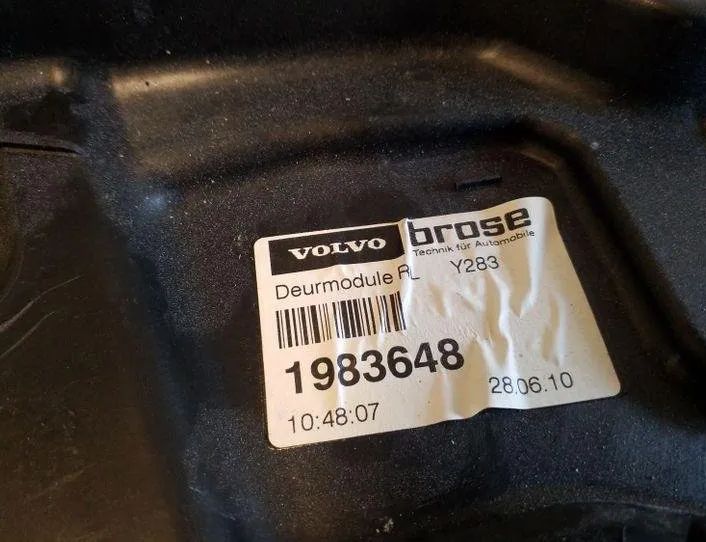 VOLVO brose
Technik für Automobile
Deurmodule RL Y283
1983648
10:48:07 28.06.10